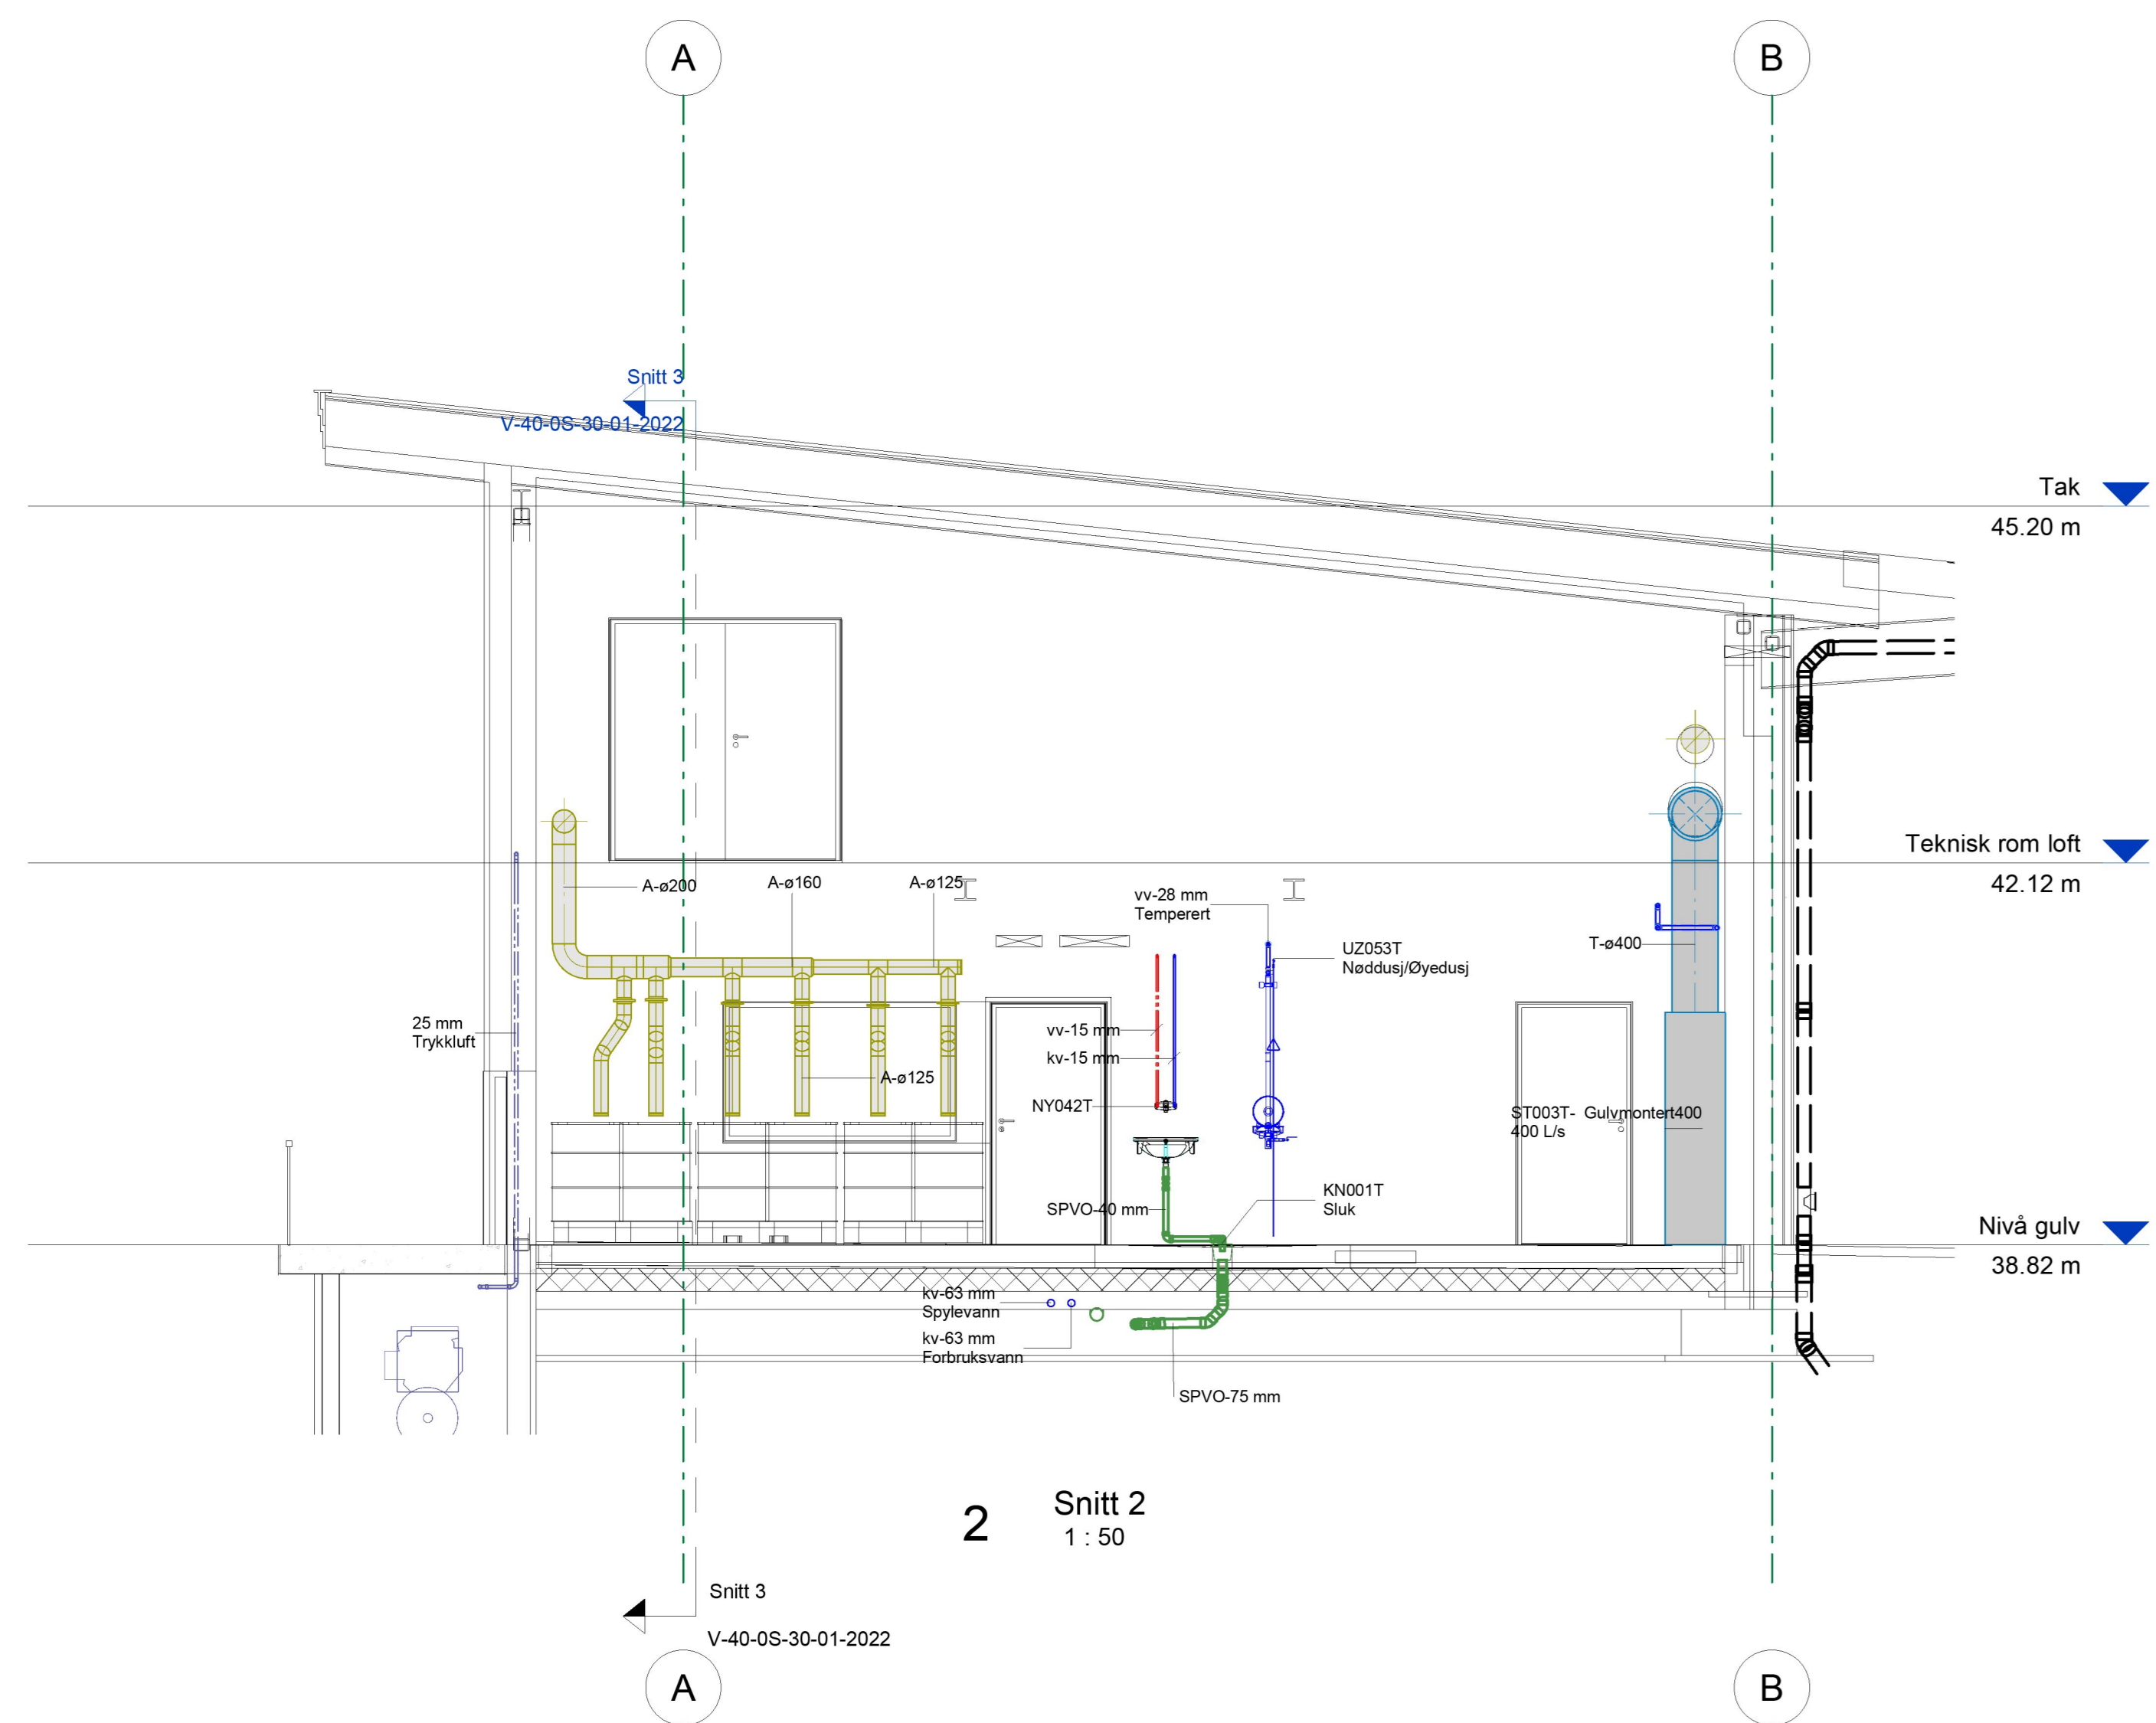 A
B
Snitt 3
V-40-0S-30-01-2022
Tak
45.20 m
Teknisk rom loft
42.12 m
A-ø200
A-ø160
A-ø125
vv-28 mm
Temperert
UZ053T
Nøddusj/Øyedusj
T-ø400
25 mm
Trykkluft
vv-15 mm
kv-15 mm
A-ø125
NY042T
ST003T- Gulvmontert400
400 L/s
KN001T
Sluk
SPVO-40 mm
Nivå gulv
38.82 m
kv-63 mm
Spylevann
kv-63 mm
Forbruksvann
SPVO-75 mm
2
Snitt 2
1 : 50
Snitt 3
V-40-0S-30-01-2022
A
B